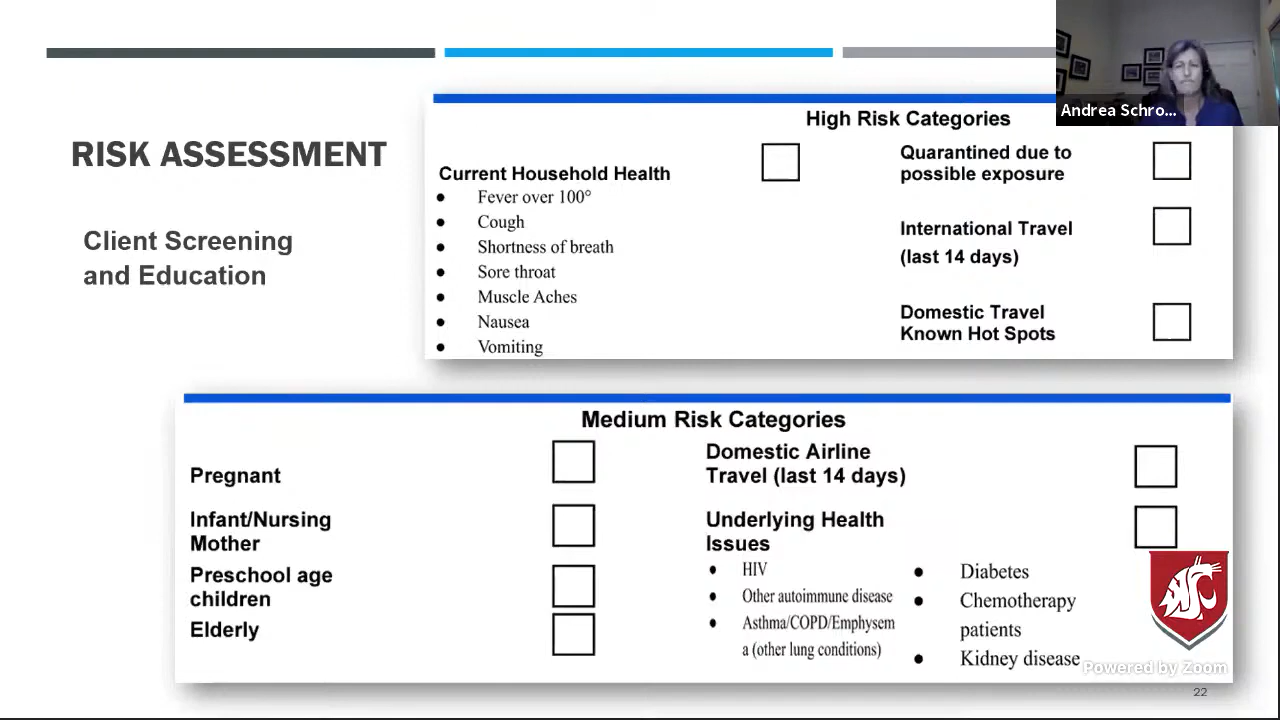 Andrea Schro...
RISK ASSESSMENT
Client Screening
and Education
High Risk Categories
Current Household Health
● Fever over 100°
● Cough
● Shortness of breath
● Sore throat
● Muscle Aches
● Nausea
● Vomiting
Quarantined due to
possible exposure
International Travel
(last 14 days)
Domestic Travel
Known Hot Spots
Medium Risk Categories
Pregnant
Infant/Nursing
Mother
Preschool age
children
Elderly
Domestic Airline
Travel (last 14 days)
Underlying Health
Issues
● HIV
● Other autoimmune disease
● Asthma/COPD/Emphysem
a (other lung conditions)
● Diabetes
● Chemotherapy
patients
● Kidney disease
Powered by Zoom
22